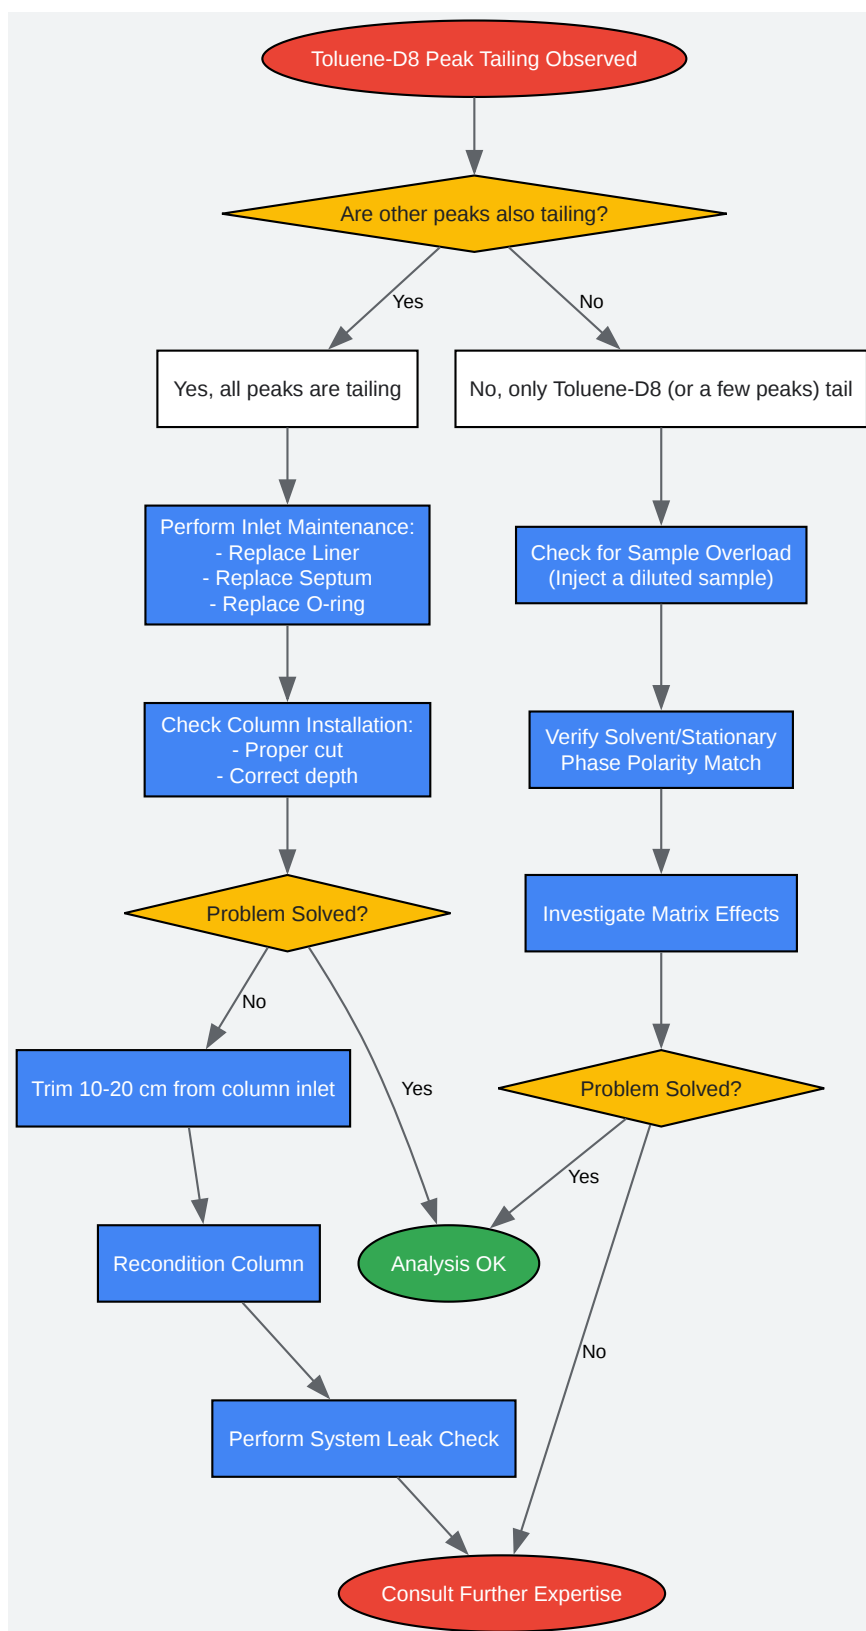 Toluene-D8 Peak Tailing Observed
Are other peaks also tailing?
Yes
No
Yes, all peaks are tailing
No, only Toluene-D8 (or a few peaks) tail
Perform Inlet Maintenance:
- Replace Liner
- Replace Septum
- Replace O-ring
Check for Sample Overload
(Inject a diluted sample)
Check Column Installation:
- Proper cut
- Correct depth
Verify Solvent/Stationary
Phase Polarity Match
Problem Solved?
Investigate Matrix Effects
No
Yes
Trim 10-20 cm from column inlet
Problem Solved?
Yes
No
Recondition Column
Analysis OK
Perform System Leak Check
Consult Further Expertise